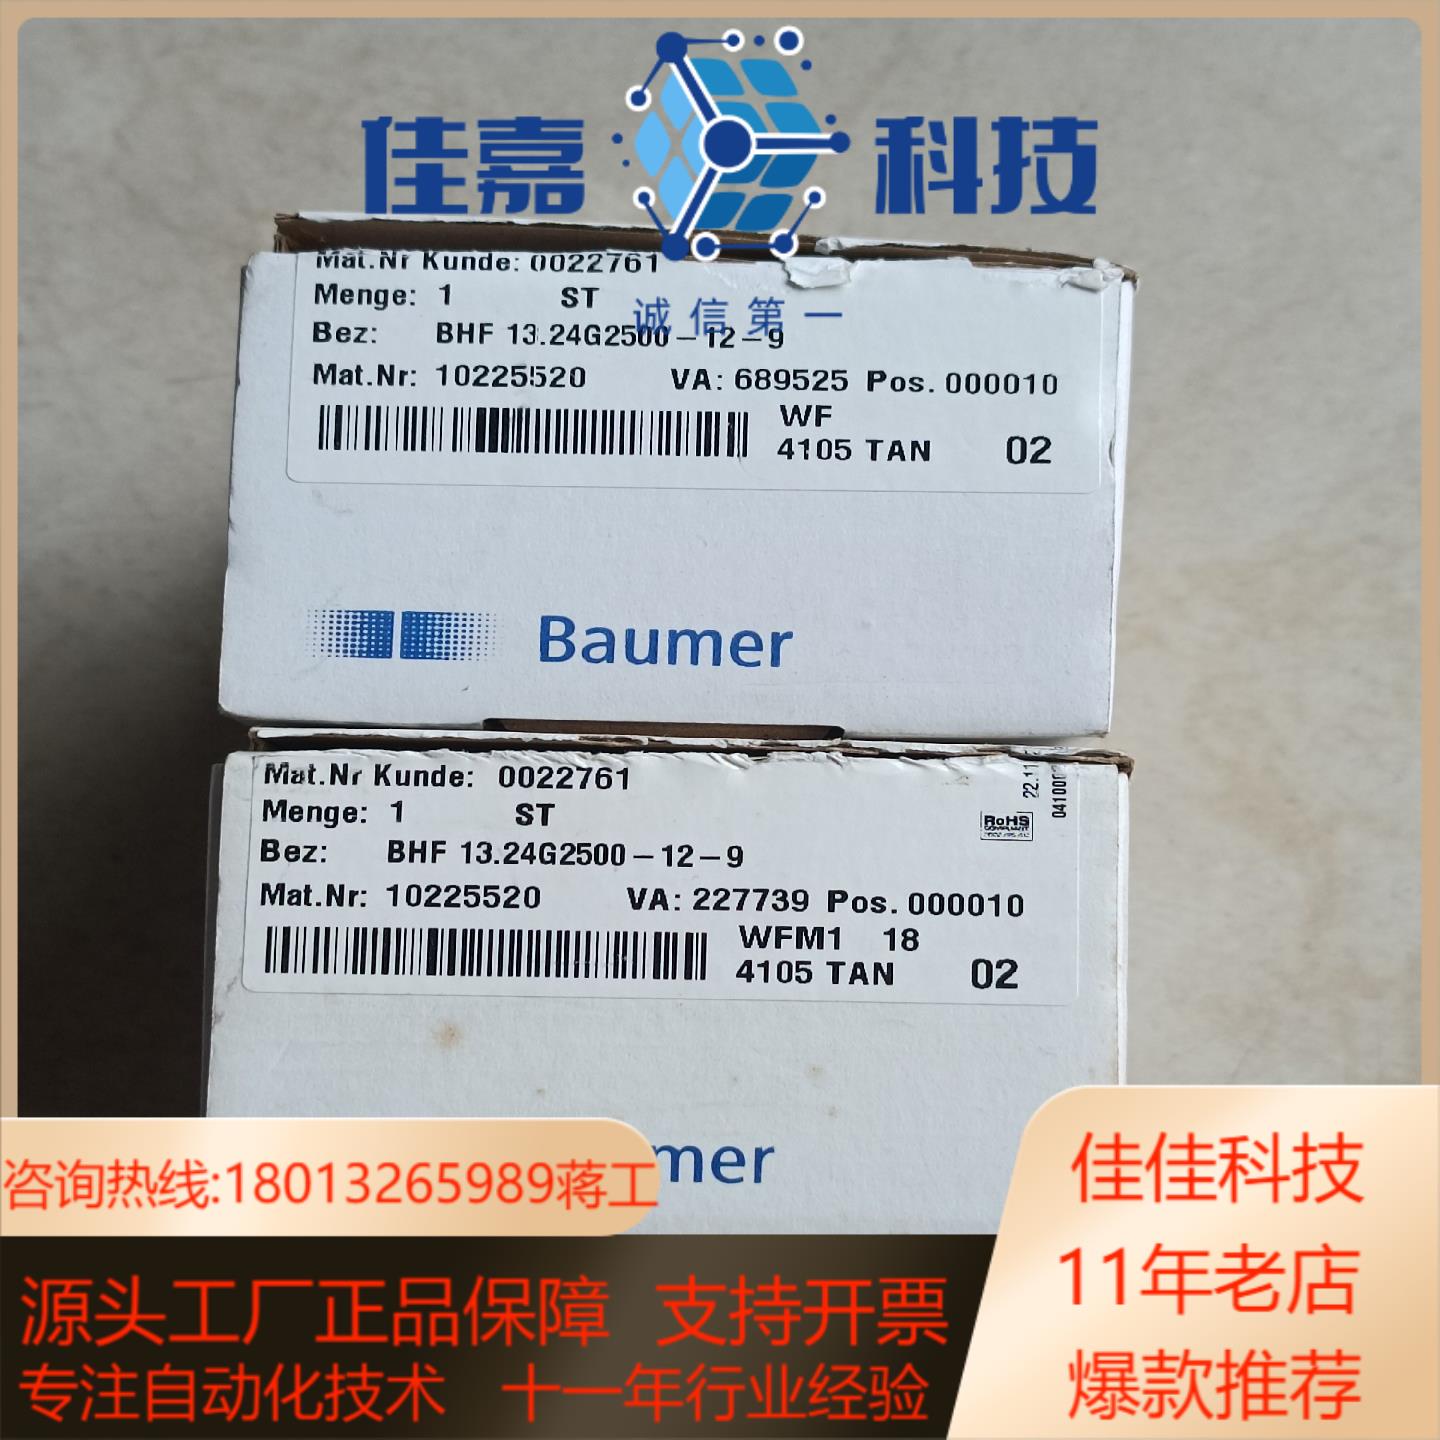 佳嘉 科技
诚信第一
Mat.Nr Kunde: 0022761
Menge: 1 ST
Bez: BHF 13.24G2500-12-9
Mat.Nr: 10225520 VA: 689525 Pos. 000010
WF
4105 TAN 02
Baumer
Mat.Nr Kunde: 0022761
Menge: 1 ST
Bez: BHF 13.24G2500-12-9
Mat.Nr: 10225520 VA: 227739 Pos. 000010
WFM1 18
4105 TAN 02
22.11
RoHS
COMPLIANT
mer
咨询热线:18013265989蒋工
源头工厂正品保障 支持开票
专注自动化技术 十一年行业经验
佳佳科技
11年老店
爆款推荐